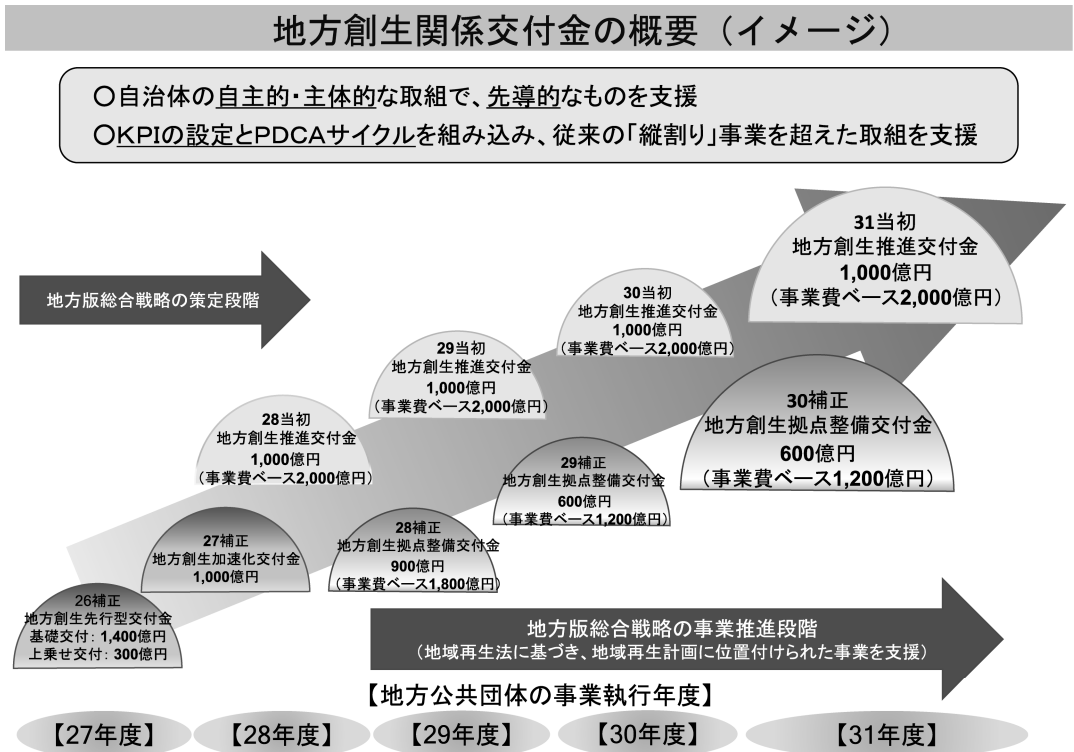 地方創生関係交付金の概要（イメージ）
○自治体の自主的・主体的な取組で、先導的なものを支援
○KPIの設定とPDCAサイクルを組み込み、従来の「縦割り」事業を超えた取組を支援
地方版総合戦略の策定段階
31当初
地方創生推進交付金
1,000億円
（事業費ベース2,000億円）
30当初
地方創生推進交付金
1,000億円
（事業費ベース2,000億円）
29当初
地方創生推進交付金
1,000億円
（事業費ベース2,000億円）
28当初
地方創生推進交付金
1,000億円
（事業費ベース2,000億円）
30補正
地方創生拠点整備交付金
600億円
（事業費ベース1,200億円）
29補正
地方創生拠点整備交付金
600億円
（事業費ベース1,200億円）
28補正
地方創生拠点整備交付金
900億円
（事業費ベース1,800億円）
27補正
地方創生加速化交付金
1,000億円
26補正
地方創生先行型交付金
基礎交付：1,400億円
上乗せ交付：300億円
地方版総合戦略の事業推進段階
（地域再生法に基づき、地域再生計画に位置付けられた事業を支援）
【地方公共団体の事業執行年度】
【27年度】
【28年度】
【29年度】
【30年度】
【31年度】